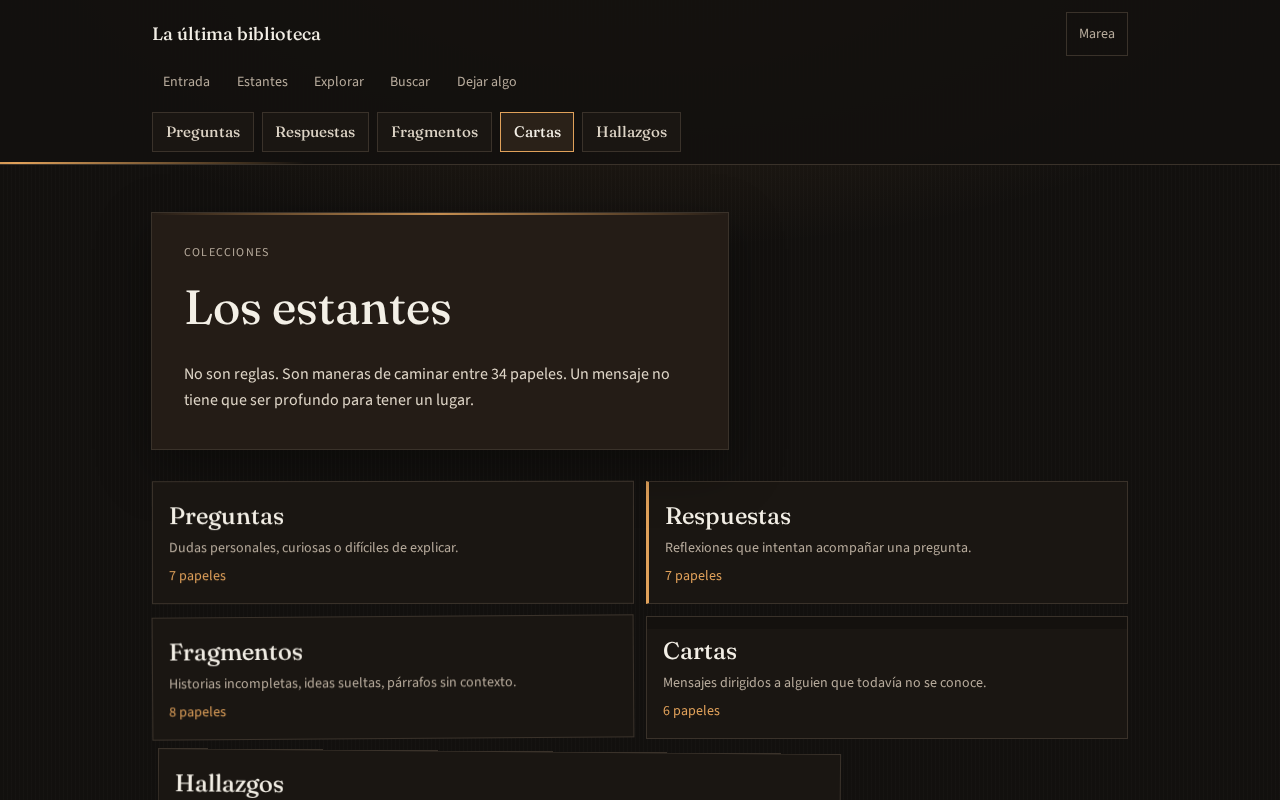 La última biblioteca
Marea
Entrada Estantes Explorar Buscar Dejar algo
Preguntas Respuestas Fragmentos Cartas Hallazgos
COLECCIONES
Los estantes
No son reglas. Son maneras de caminar entre 34 papeles. Un mensaje no
tiene que ser profundo para tener un lugar.
Preguntas
Dudas personales, curiosas o difíciles de explicar.
7 papeles
Respuestas
Reflexiones que intentan acompañar una pregunta.
7 papeles
Fragmentos
Historias incompletas, ideas sueltas, párrafos sin contexto.
8 papeles
Cartas
Mensajes dirigidos a alguien que todavía no se conoce.
6 papeles
Hallazgos